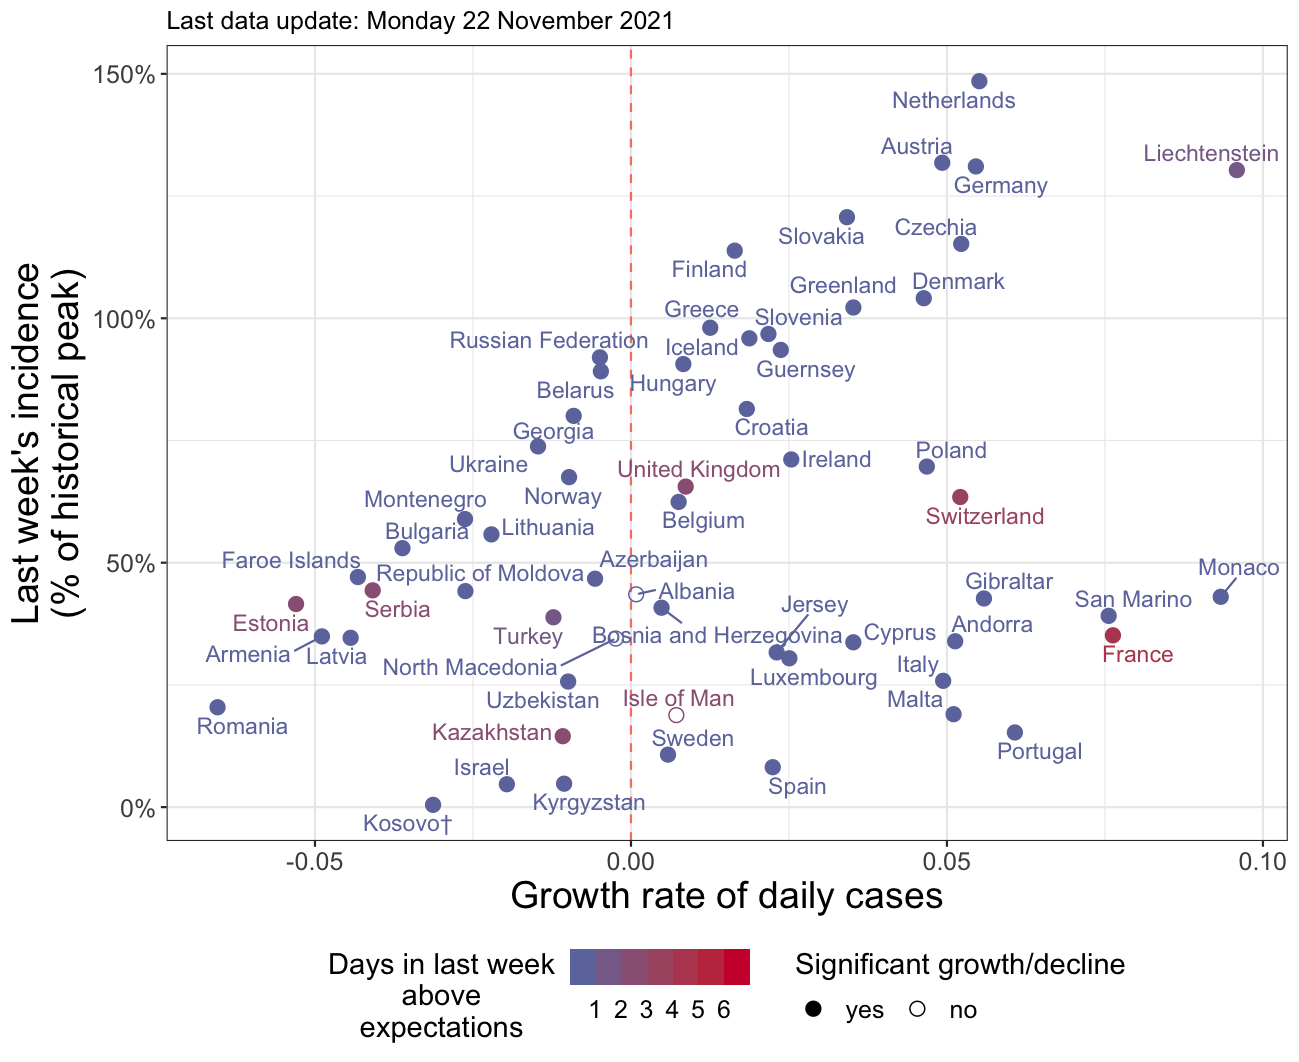 Last data update: Monday 22 November 2021
150%
100%
50%
0%
Last week's incidence
(% of historical peak)
Netherlands
Austria
Liechtenstein
Germany
Slovakia
Czechia
Finland
Greenland
Denmark
Greece
Slovenia
Russian Federation
Iceland
Guernsey
Belarus
Hungary
Georgia
Croatia
Ukraine
Ireland
Poland
United Kingdom
Norway
Montenegro
Switzerland
Bulgaria
Lithuania
Belgium
Faroe Islands
Azerbaijan
Republic of Moldova
Monaco
Gibraltar
Albania
San Marino
Serbia
Jersey
Estonia
Andorra
Turkey
Bosnia and Herzegovina
Cyprus
Armenia
Latvia
France
North Macedonia
Italy
Luxembourg
Uzbekistan
Isle of Man
Malta
Romania
Kazakhstan
Sweden
Portugal
Israel
Spain
Kyrgyzstan
Kosovo†
-0.05
0.00
0.05
0.10
Growth rate of daily cases
Days in last week
above
expectations
1 2 3 4 5 6
Significant growth/decline
yes
no